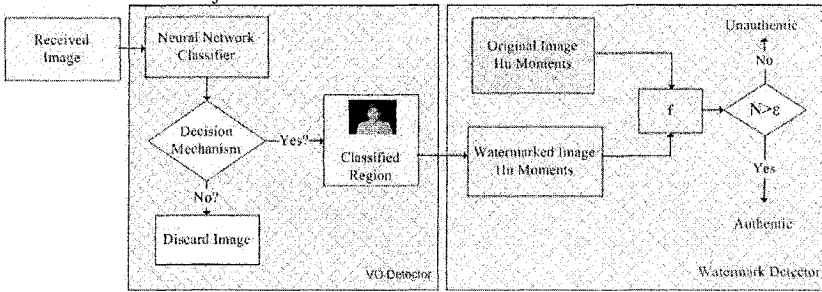 Received
Image
Neural Network
Classifier
Decision
Mechanism
Yes?
No?
Discard Image
Classified
Region
VO Detector
Original Image
Hu Moments
Watermarked Image
Hu Moments
f
N>ε
Unauthentic
No
Yes
Authentic
Watermark Detector